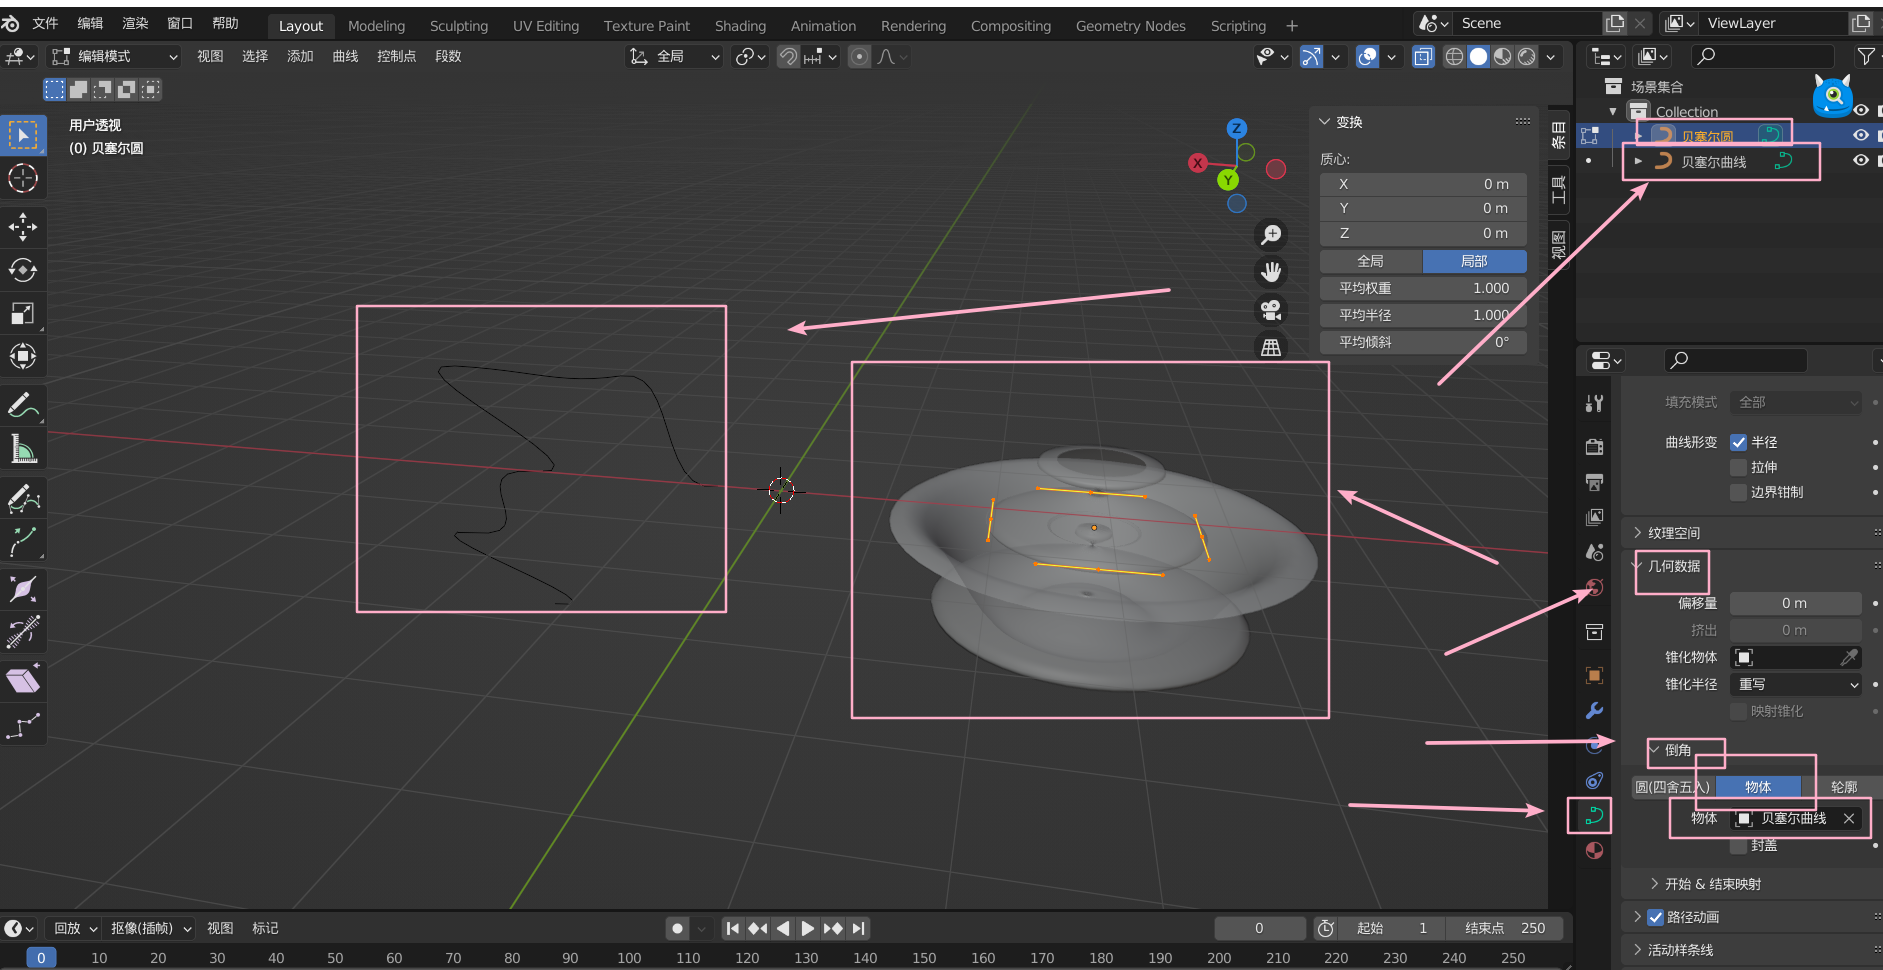 文件 编辑 渲染 窗口 帮助 Layout Modeling Sculpting UV Editing Texture Paint Shading Animation Rendering Compositing Geometry Nodes Scripting + Scene ViewLayer
编辑模式 视图 选择 添加 曲线 控制点 段数 全局
用户透视
(0) 贝塞尔圆
Z
X
Y
变换
质心:
X 0 m
Y 0 m
Z 0 m
全局 局部
平均权重 1.000
平均半径 1.000
平均倾斜 0°
条目
工具
视图
场景集合
Collection
贝塞尔圆
贝塞尔曲线
填充模式 全部
曲线形变 半径
拉伸
边界钳制
纹理空间
几何数据
偏移量 0 m
挤出 0 m
锥化物体
锥化半径 重写
映射锥化
倒角
圆(四舍五入) 物体 轮廓
物体 贝塞尔曲线
封盖
开始 & 结束映射
路径动画
活动样条线
回放 抠像(插帧) 视图 标记 0 起始 1 结束点 250
0 10 20 30 40 50 60 70 80 90 100 110 120 130 140 150 160 170 180 190 200 210 220 230 240 250